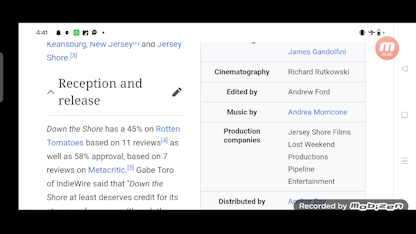 4:41
Keansburg, New Jersey and Jersey
Shore.[3]
Reception and
release
Down the Shore has a 45% on Rotten
Tomatoes based on 11 reviews[4] as
well as 58% approval, based on 7
reviews on Metacritic.[5] Gabe Toro
of IndieWire said that "Down the
Shore at least deserves credit for its
James Gandolfini
Cinematography Richard Rutkowski
Edited by Andrew Ford
Music by Andrea Morricone
Production Jersey Shore Films
companies Lost Weekend
Productions
Pipeline
Entertainment
Distributed by
Recorded by Mobizen